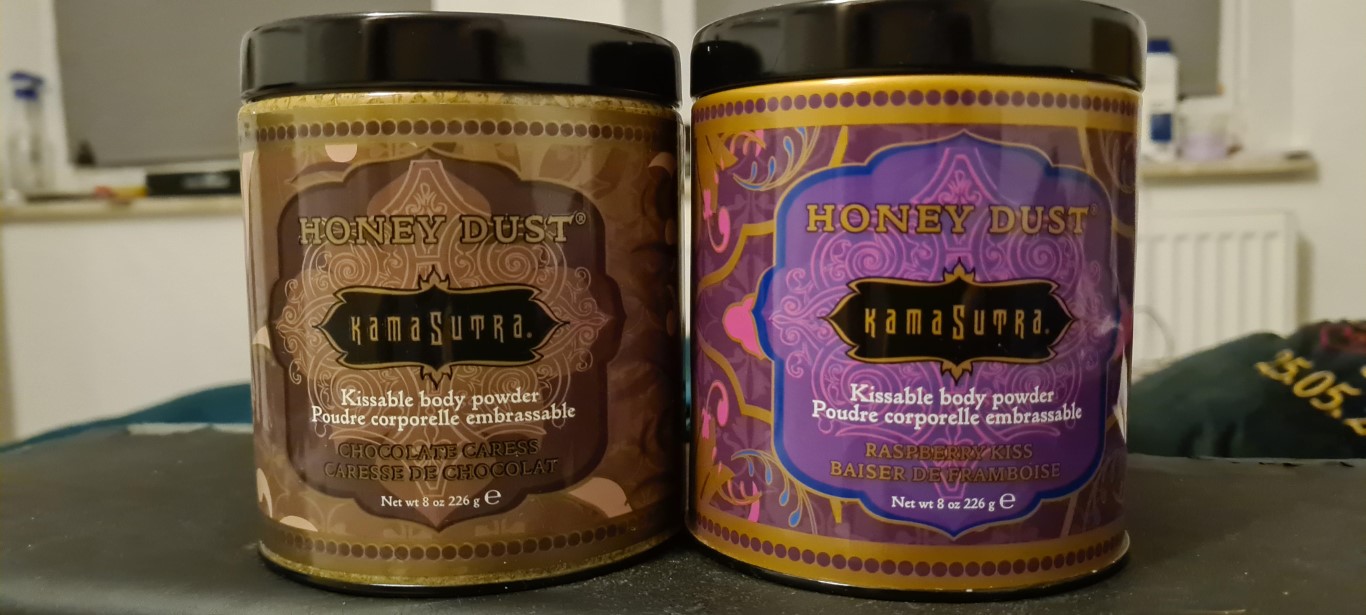 HONEY DUST®
KAMASUTRA®
Kissable body powder
Poudre corporelle embrassable
CHOCOLATE CARESS
CARESSE DE CHOCOLAT
Net wt 8 oz 226 g ℮
HONEY DUST®
KAMASUTRA®
Kissable body powder
Poudre corporelle embrassable
RASPBERRY KISS
BAISER DE FRAMBOISE
Net wt 8 oz 226 g ℮
25.05.